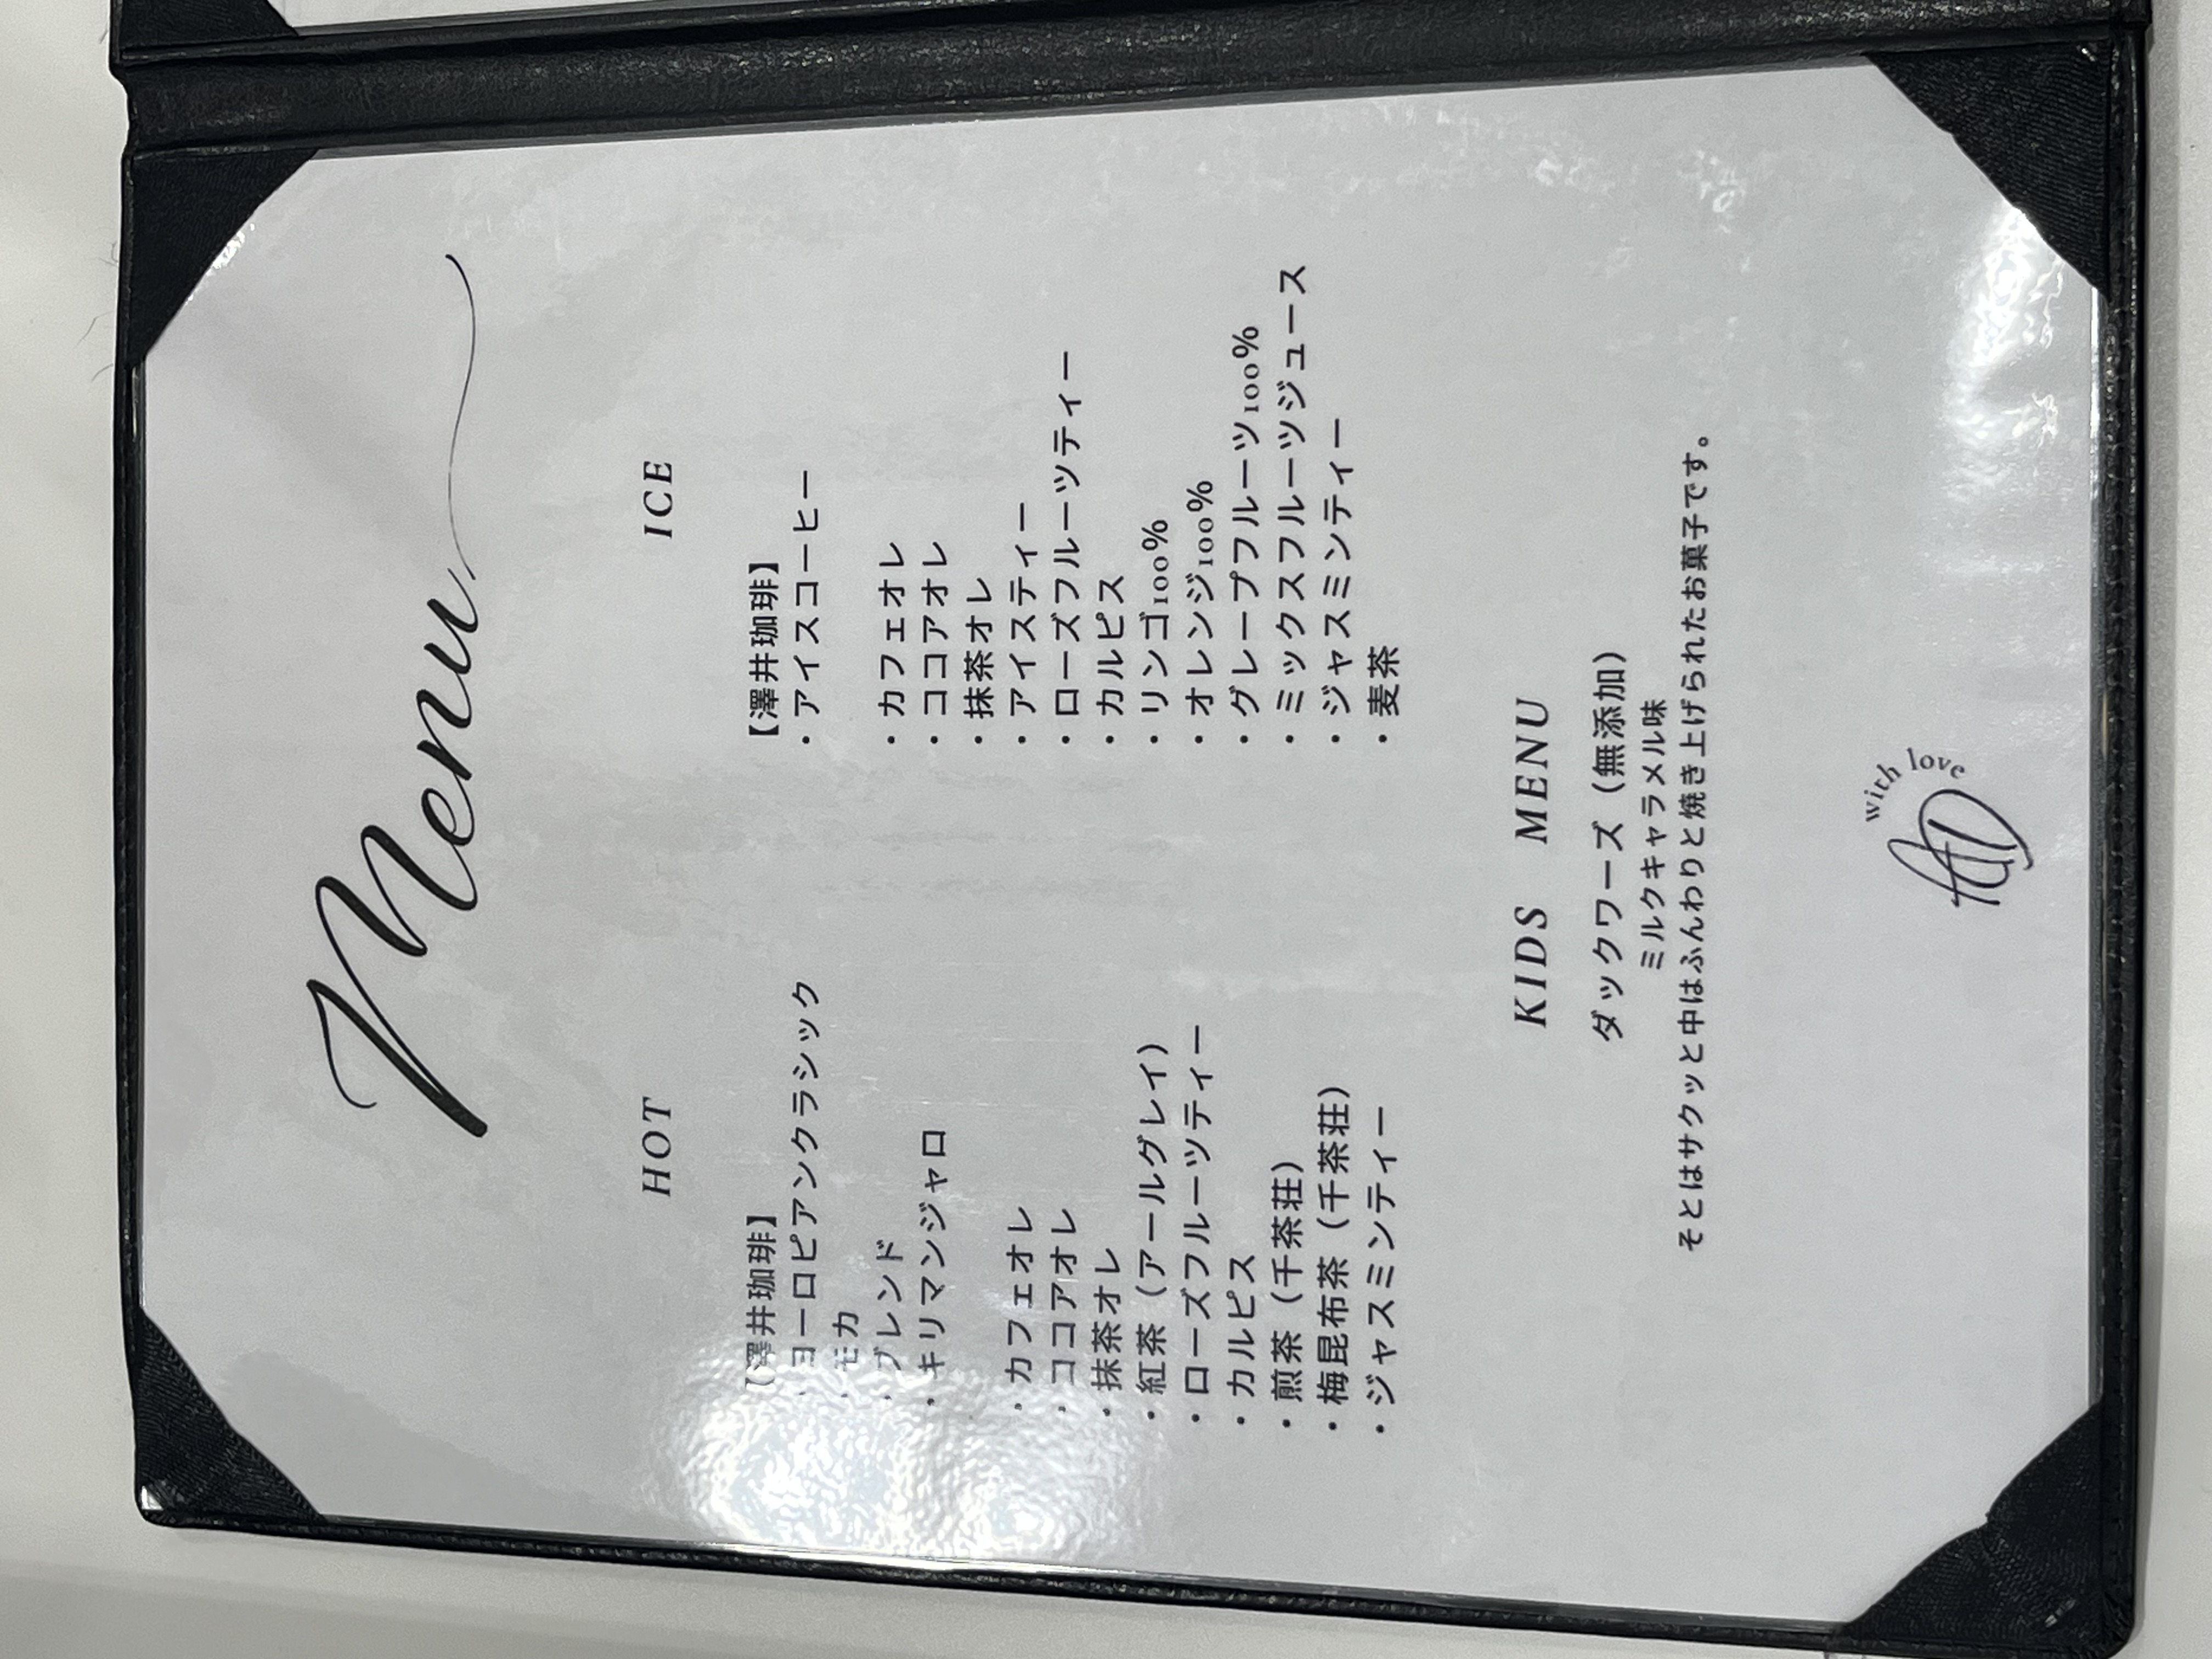 Menu
HOT
【澤井珈琲】
・ヨーロピアンクラシック
・モカ
・ブレンド
・キリマンジャロ
・カフェオレ
・ココアオレ
・抹茶オレ
・紅茶（アールグレイ）
・ローズフルーツティー
・カルピス
・煎茶（千茶荘）
・梅昆布茶（千茶荘）
・ジャスミンティー
ICE
【澤井珈琲】
・アイスコーヒー
・カフェオレ
・ココアオレ
・抹茶オレ
・アイスティー
・ローズフルーツティー
・カルピス
・リンゴ100%
・オレンジ100%
・グレープフルーツ100%
・ミックスフルーツジュース
・ジャスミンティー
・麦茶
KIDS MENU
ダックワーズ（無添加）
ミルクキャラメル味
そとはサクッと中はふんわりと焼き上げられたお菓子です。
with love